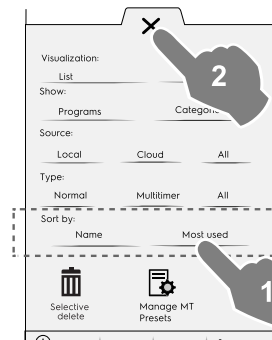 2
Visualization:
List
Show:
Programs
Source:
Local Cloud All
Type:
Normal Multitimer All
Sort by:
Name Most used
1
Selective
delete
Manage MT
Presets